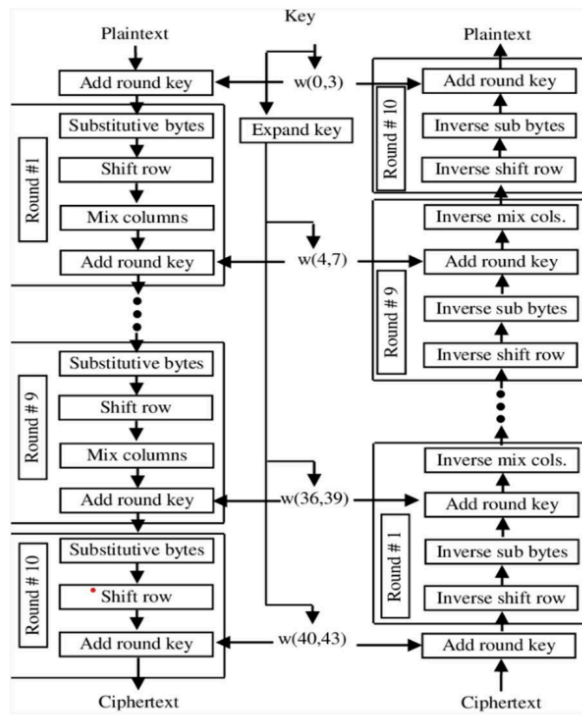 Key
Plaintext
Add round key
Round #1
Substitutive bytes
Shift row
Mix columns
Add round key
Round # 9
Substitutive bytes
Shift row
Mix columns
Add round key
Round # 10
Substitutive bytes
Shift row
Add round key
Ciphertext
w(0,3)
Expand key
w(4,7)
w(36,39)
w(40,43)
Plaintext
Add round key
Round # 10
Inverse sub bytes
Inverse shift row
Inverse mix cols.
Round # 9
Add round key
Inverse sub bytes
Inverse shift row
Inverse mix cols.
Round # 1
Add round key
Inverse sub bytes
Inverse shift row
Add round key
Ciphertext